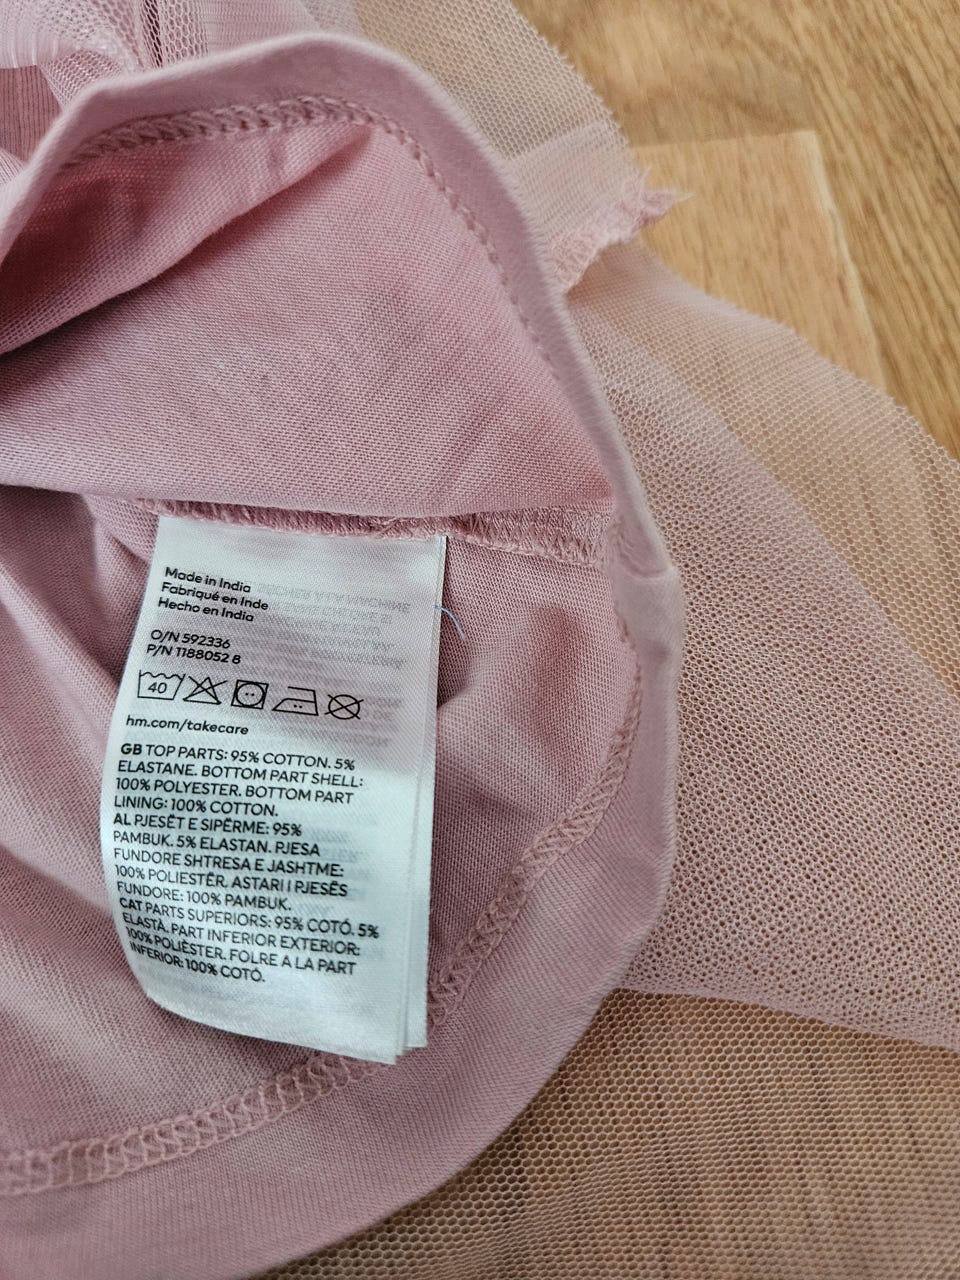 Made in India
Fabriqué en Inde
Hecho en India
O/N 592336
P/N 1188052 8
40
hm.com/takecare
GB TOP PARTS: 95% COTTON. 5%
ELASTANE. BOTTOM PART SHELL:
100% POLYESTER. BOTTOM PART
LINING: 100% COTTON.
AL PJESËT E SIPËRME: 95%
PAMBUK. 5% ELASTAN. PJESA
FUNDORE SHTRESA E JASHTME:
100% POLIESTËR. ASTARI I PJESËS
FUNDORE: 100% PAMBUK.
CAT PARTS SUPERIORS: 95% COTÓ. 5%
ELASTÀ. PART INFERIOR EXTERIOR:
100% POLIÈSTER. FOLRE A LA PART
INFERIOR: 100% COTÓ.